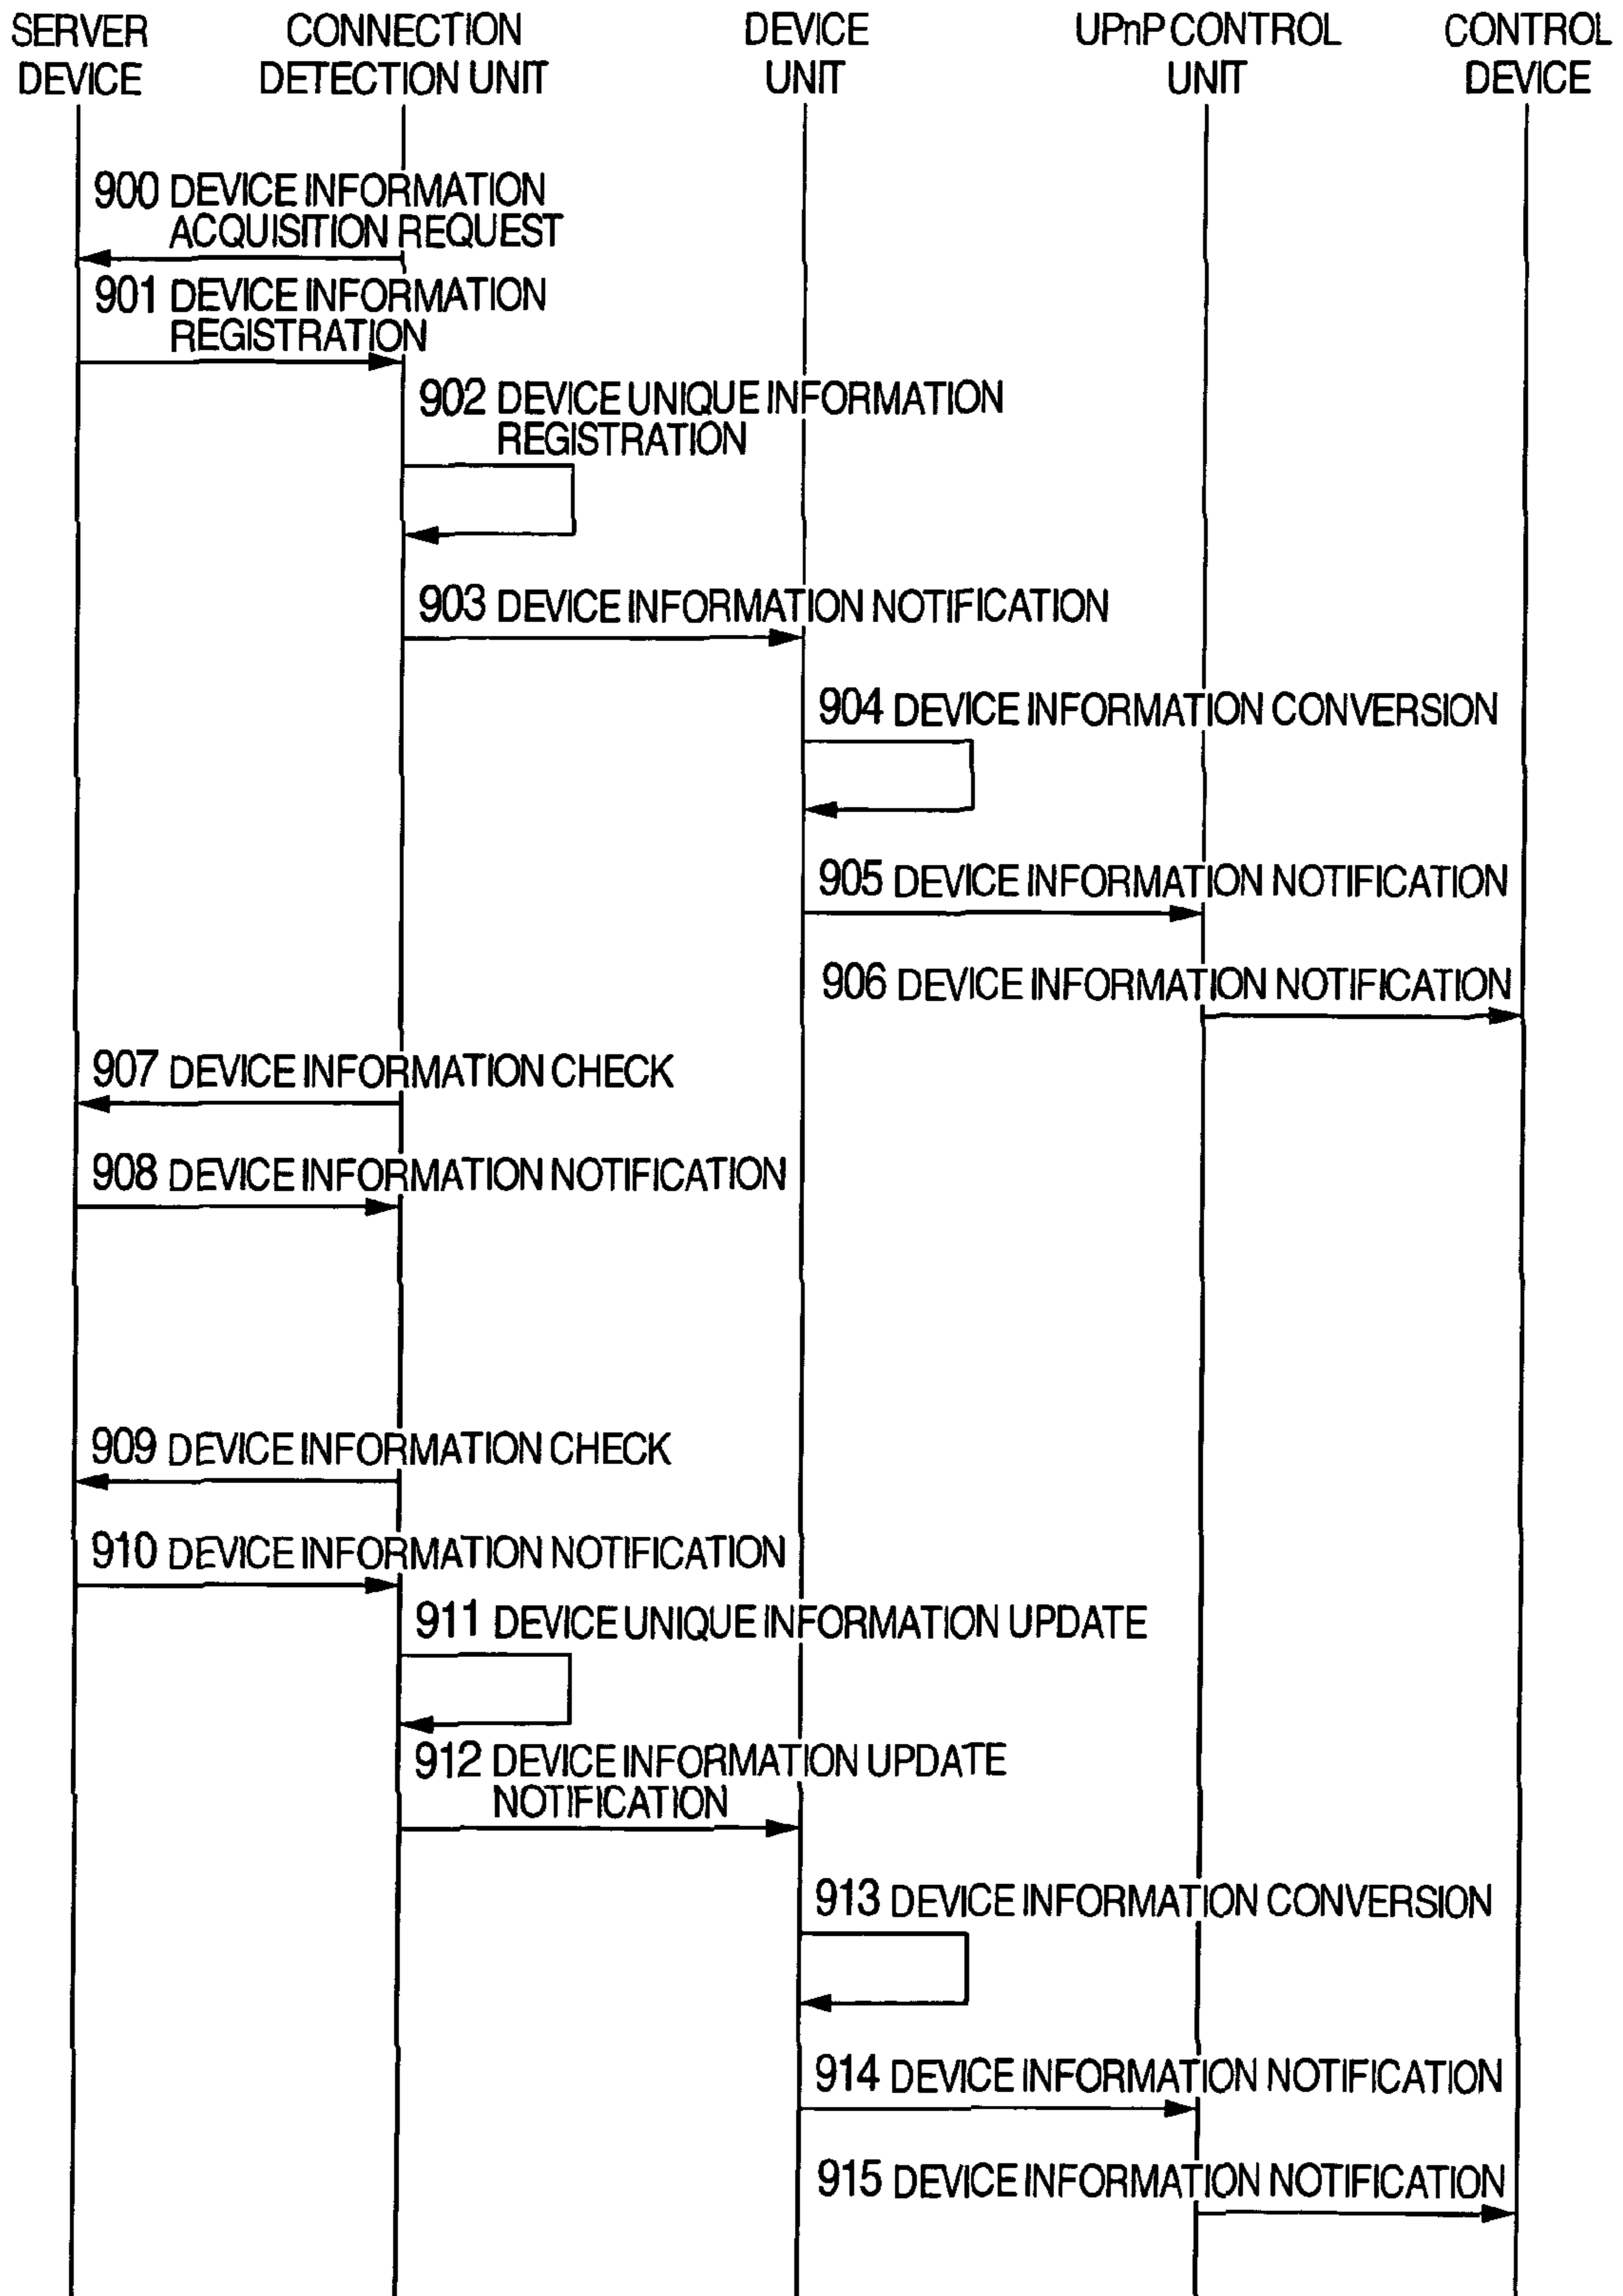 SERVER
DEVICE
CONNECTION
DETECTION UNIT
DEVICE
UNIT
UPnP CONTROL
UNIT
CONTROL
DEVICE
900 DEVICE INFORMATION
ACQUISITION REQUEST
901 DEVICE INFORMATION
REGISTRATION
902 DEVICE UNIQUE INFORMATION
REGISTRATION
903 DEVICE INFORMATION NOTIFICATION
904 DEVICE INFORMATION CONVERSION
905 DEVICE INFORMATION NOTIFICATION
906 DEVICE INFORMATION NOTIFICATION
907 DEVICE INFORMATION CHECK
908 DEVICE INFORMATION NOTIFICATION
909 DEVICE INFORMATION CHECK
910 DEVICE INFORMATION NOTIFICATION
911 DEVICE UNIQUE INFORMATION UPDATE
912 DEVICE INFORMATION UPDATE
NOTIFICATION
913 DEVICE INFORMATION CONVERSION
914 DEVICE INFORMATION NOTIFICATION
915 DEVICE INFORMATION NOTIFICATION